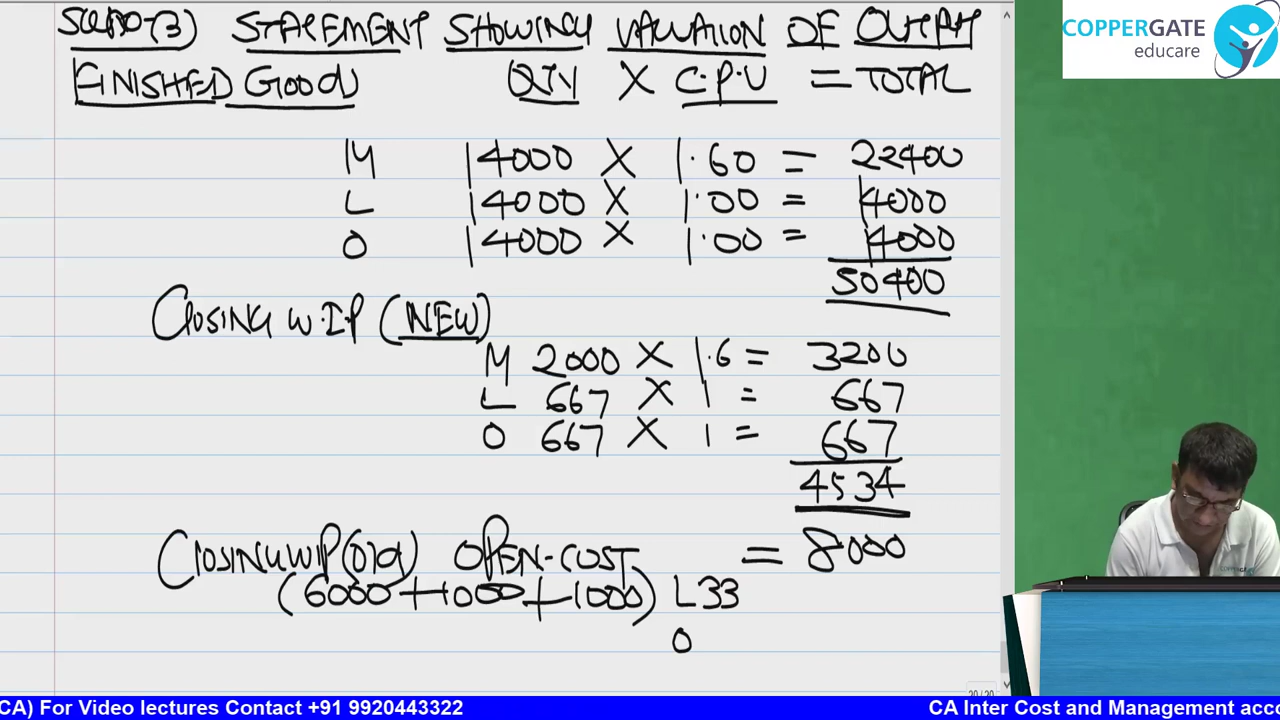 STATEMENT SHOWING VALUATION OF OUTPUT
FINISHED GOOD QTY X C.P.U = TOTAL
M 14000 X 1.60 = 22400
L 14000 X 1.00 = 14000
O 14000 X 1.00 = 14000
50400
CLOSING W.I.P (NEW)
M 2000 X 1.6 = 3200
L 667 X 1 = 667
O 667 X 1 = 667
4534
CLOSING WIP (Old) OPEN-COST = 8000
(6000+1000+1000) L 33
O
COPPERGATE
educare
CA) For Video lectures Contact +91 9920443322
CA Inter Cost and Management acco